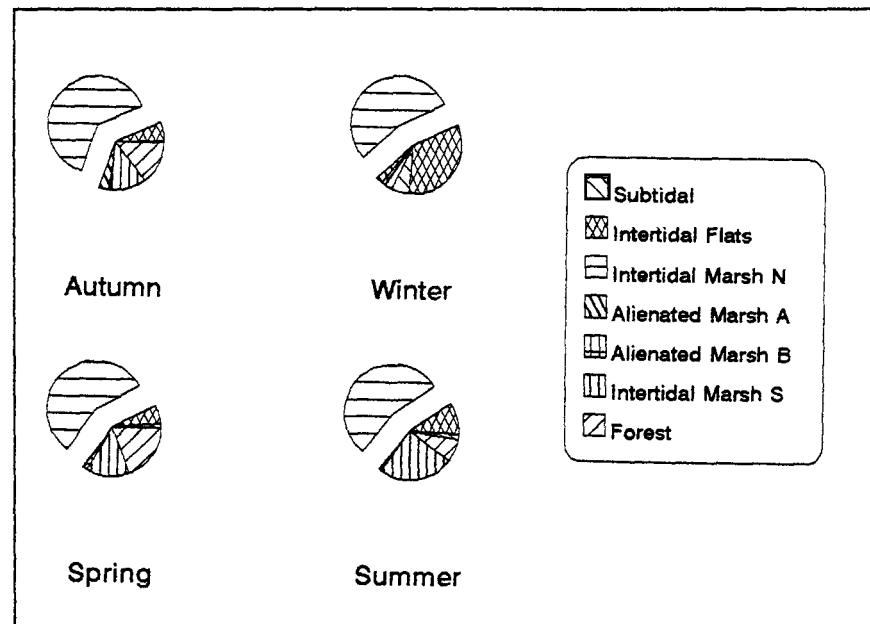 Autumn
Winter
Spring
Summer
Subtidal
Intertidal Flats
Intertidal Marsh N
Alienated Marsh A
Alienated Marsh B
Intertidal Marsh S
Forest